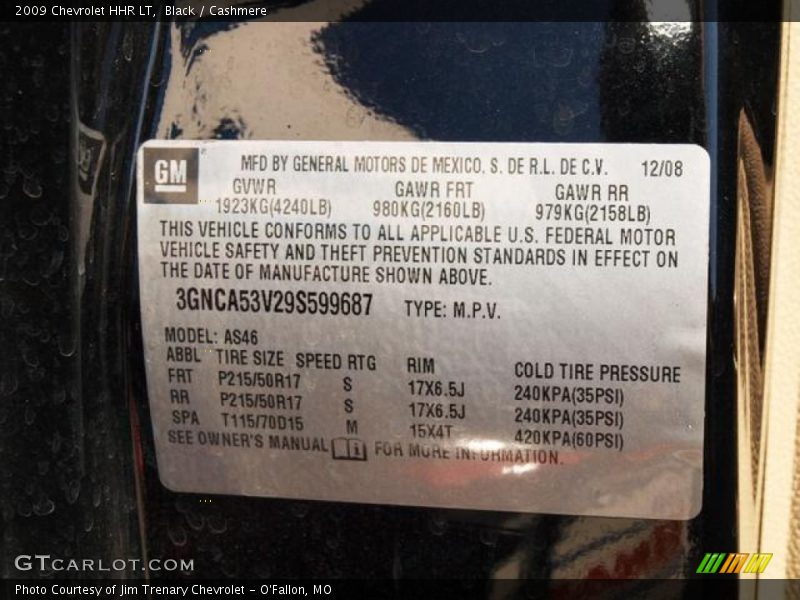 2009 Chevrolet HHR LT, Black / Cashmere
GM
MFD BY GENERAL MOTORS DE MEXICO, S. DE R.L. DE C.V. 12/08
GVWR GAWR FRT GAWR RR
1923KG(4240LB) 980KG(2160LB) 979KG(2158LB)
THIS VEHICLE CONFORMS TO ALL APPLICABLE U.S. FEDERAL MOTOR
VEHICLE SAFETY AND THEFT PREVENTION STANDARDS IN EFFECT ON
THE DATE OF MANUFACTURE SHOWN ABOVE.
3GNCA53V29S599687 TYPE: M.P.V.
MODEL: AS46
ABBL TIRE SIZE SPEED RTG RIM COLD TIRE PRESSURE
FRT P215/50R17 S 17X6.5J 240KPA(35PSI)
RR P215/50R17 S 17X6.5J 240KPA(35PSI)
SPA T115/70D15 M 15X4T 420KPA(60PSI)
SEE OWNER'S MANUAL i FOR MORE INFORMATION.
GTCARLOT.COM
Photo Courtesy of Jim Trenary Chevrolet - O'Fallon, MO